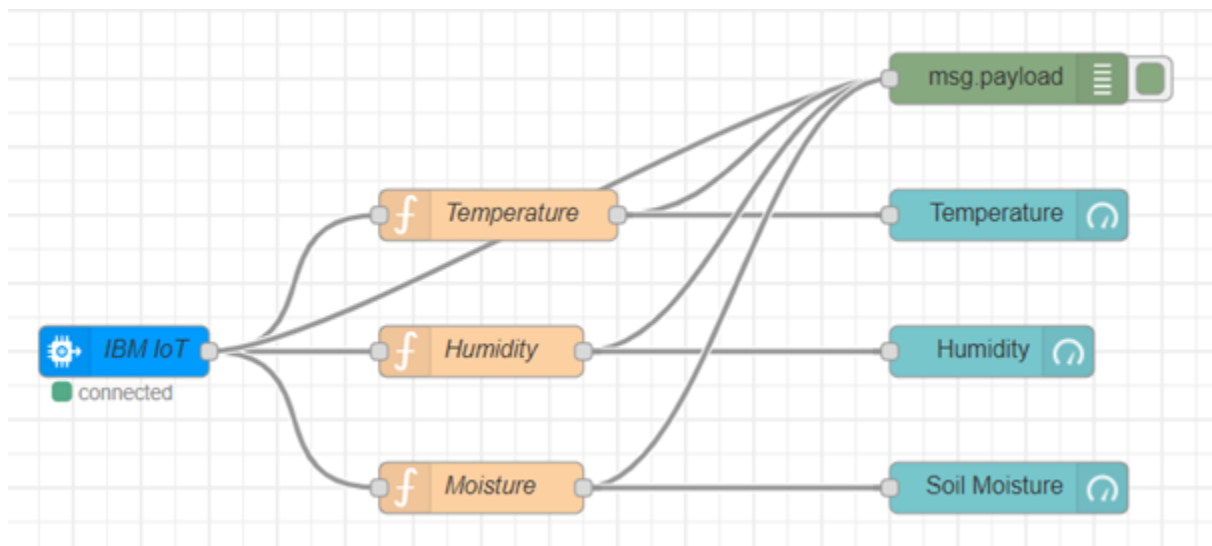 msg.payload
Temperature
Temperature
IBM IoT
connected
Humidity
Humidity
Moisture
Soil Moisture